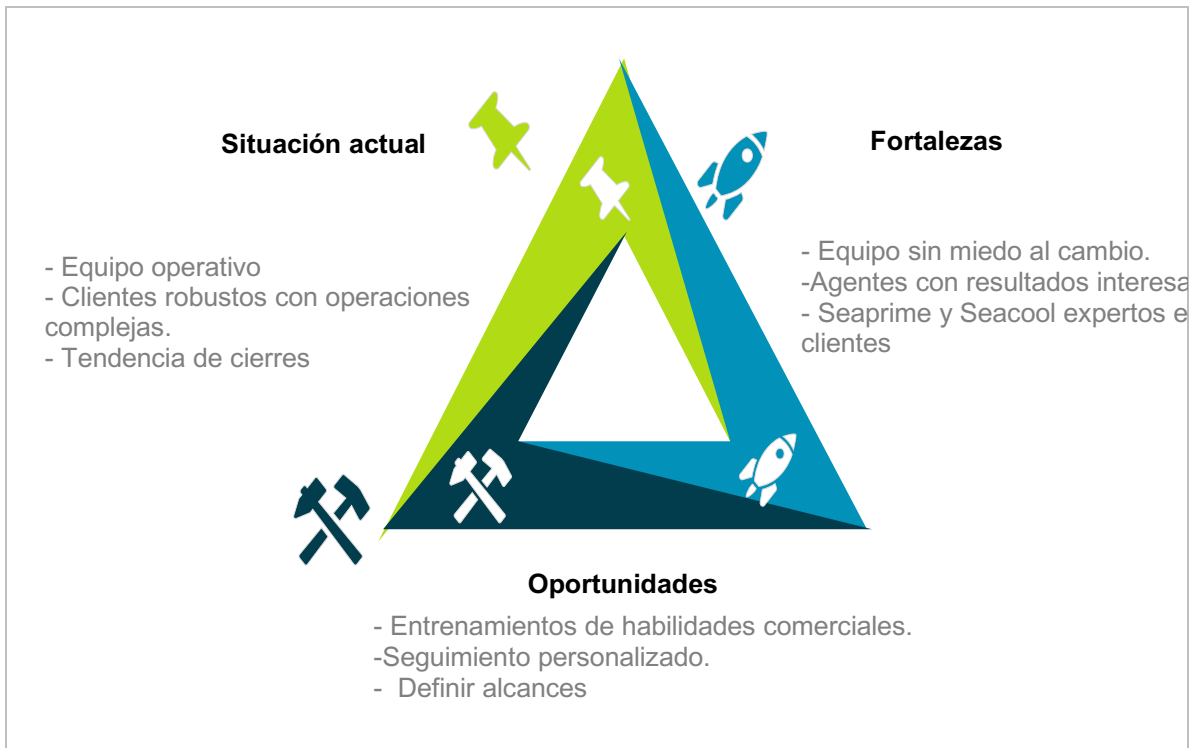 Situación actual
- Equipo operativo
- Clientes robustos con operaciones
complejas.
- Tendencia de cierres
Fortalezas
- Equipo sin miedo al cambio.
-Agentes con resultados
- Seaprime y Seacool expertos
clientes
Oportunidades
- Entrenamientos de habilidades comerciales.
-Seguimiento personalizado.
- Definir alcances